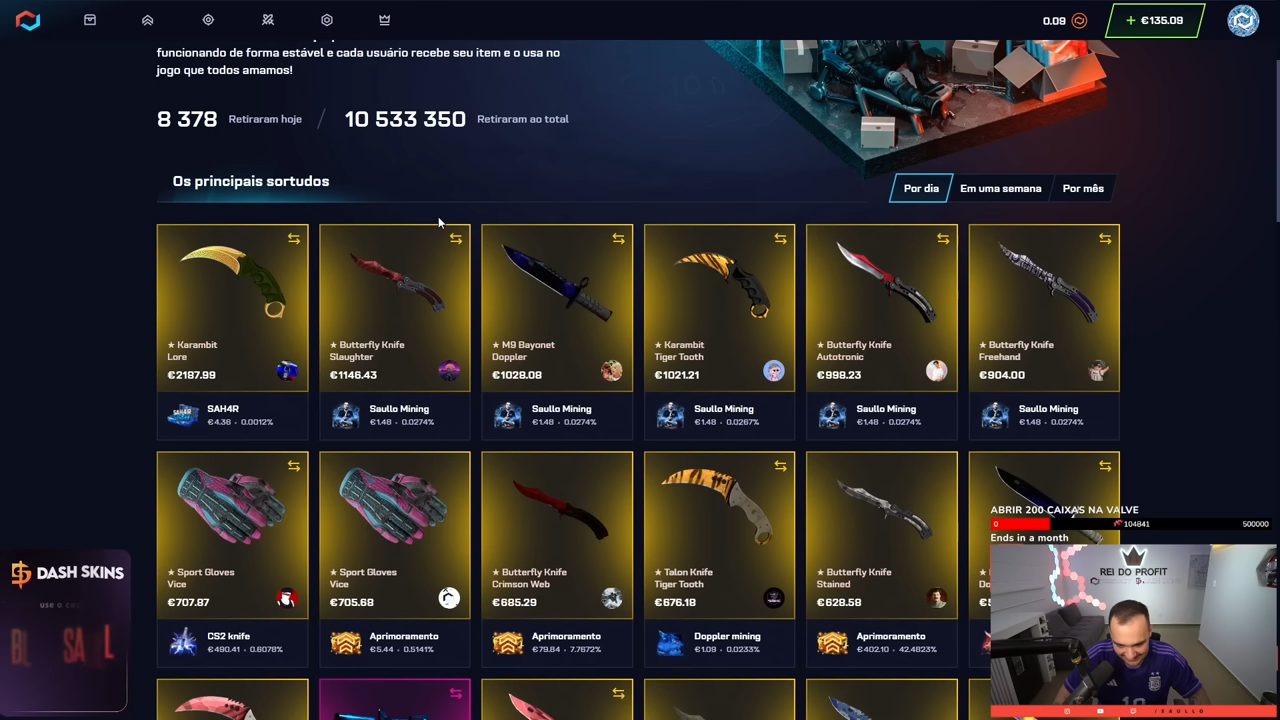 0.09
+ €135.09
funcionando de forma estável e cada usuário recebe seu item e o usa no
jogo que todos amamos!
8 378 Retiraram hoje / 10 533 350 Retiraram ao total
Os principais sortudos
Por dia
Em uma semana
Por mês
★ Karambit
Lore
€2187.99
SAH4R
€4.36 • 0.0012%
★ Butterfly Knife
Slaughter
€1146.43
Saullo Mining
€1.48 • 0.0274%
★ M9 Bayonet
Doppler
€1028.08
Saullo Mining
€1.48 • 0.0274%
★ Karambit
Tiger Tooth
€1021.21
Saullo Mining
€1.48 • 0.0267%
★ Butterfly Knife
Autotronic
€998.23
Saullo Mining
€1.48 • 0.0274%
★ Butterfly Knife
Freehand
€904.00
Saullo Mining
€1.48 • 0.0274%
★ Sport Gloves
Vice
€707.87
CS2 knife
€490.41 • 0.6078%
★ Sport Gloves
Vice
€705.68
Aprimoramento
€5.44 • 0.5141%
★ Butterfly Knife
Crimson Web
€685.29
Aprimoramento
€79.84 • 7.7672%
★ Talon Knife
Tiger Tooth
€676.18
Doppler mining
€1.09 • 0.0233%
★ Butterfly Knife
Stained
€628.58
Aprimoramento
€402.10 • 42.4823%
ABRIR 200 CAIXAS NA VALVE
0 104841 500000
Ends in a month
REI DO PROFIT
/SAULLO
DASH SKINS